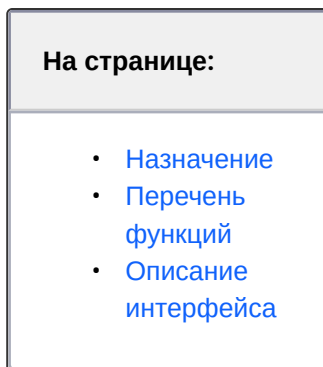 На странице:
• Назначение
• Перечень
функций
• Описание
интерфейса